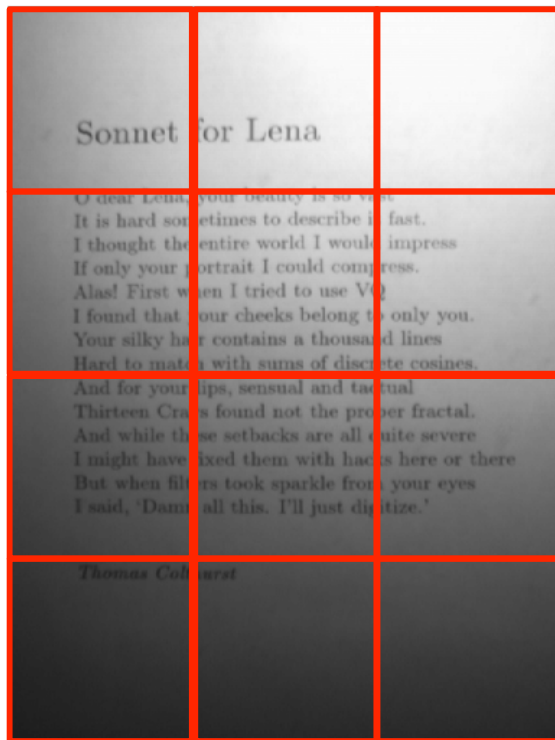 Sonnet for Lena
O dear Lena, your beauty is so vast
It is hard sometimes to describe it fast.
I thought the entire world I would impress
If only your portrait I could compress.
Alas! First when I tried to use VQ
I found that your cheeks belong to only you.
Your silky hair contains a thousand lines
Hard to match with sums of discrete cosines.
And for your lips, sensual and tactual
Thirteen Crays found not the proper fractal.
And while these setbacks are all quite severe
I might have fixed them with hacks here or there
But when filters took sparkle from your eyes
I said, 'Damn all this. I'll just digitize.'
Thomas Colthurst